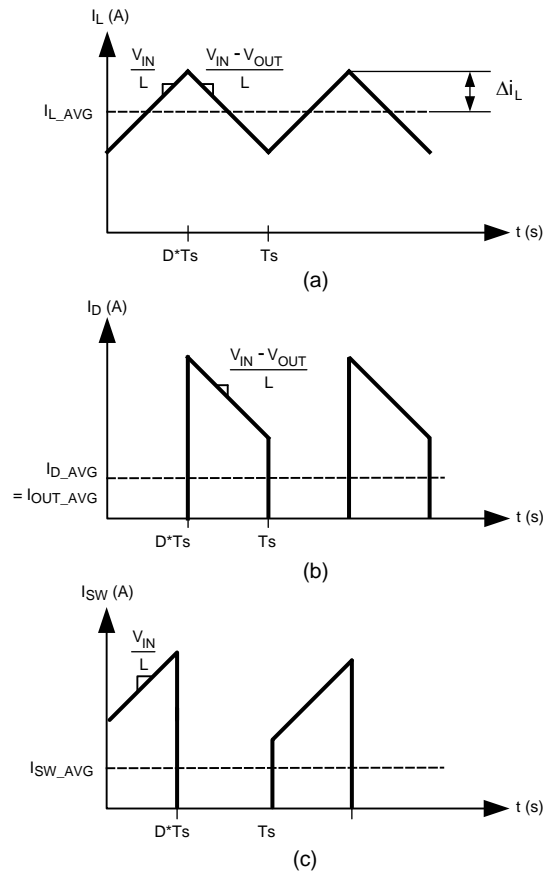 I_L (A)
V_IN
L
V_IN - V_OUT
L
I_L_AVG
Δi_L
t (s)
D*Ts
Ts
(a)
I_D (A)
V_IN - V_OUT
L
I_D_AVG
= I_OUT_AVG
t (s)
D*Ts
Ts
(b)
I_SW (A)
V_IN
L
I_SW_AVG
t (s)
D*Ts
Ts
(c)